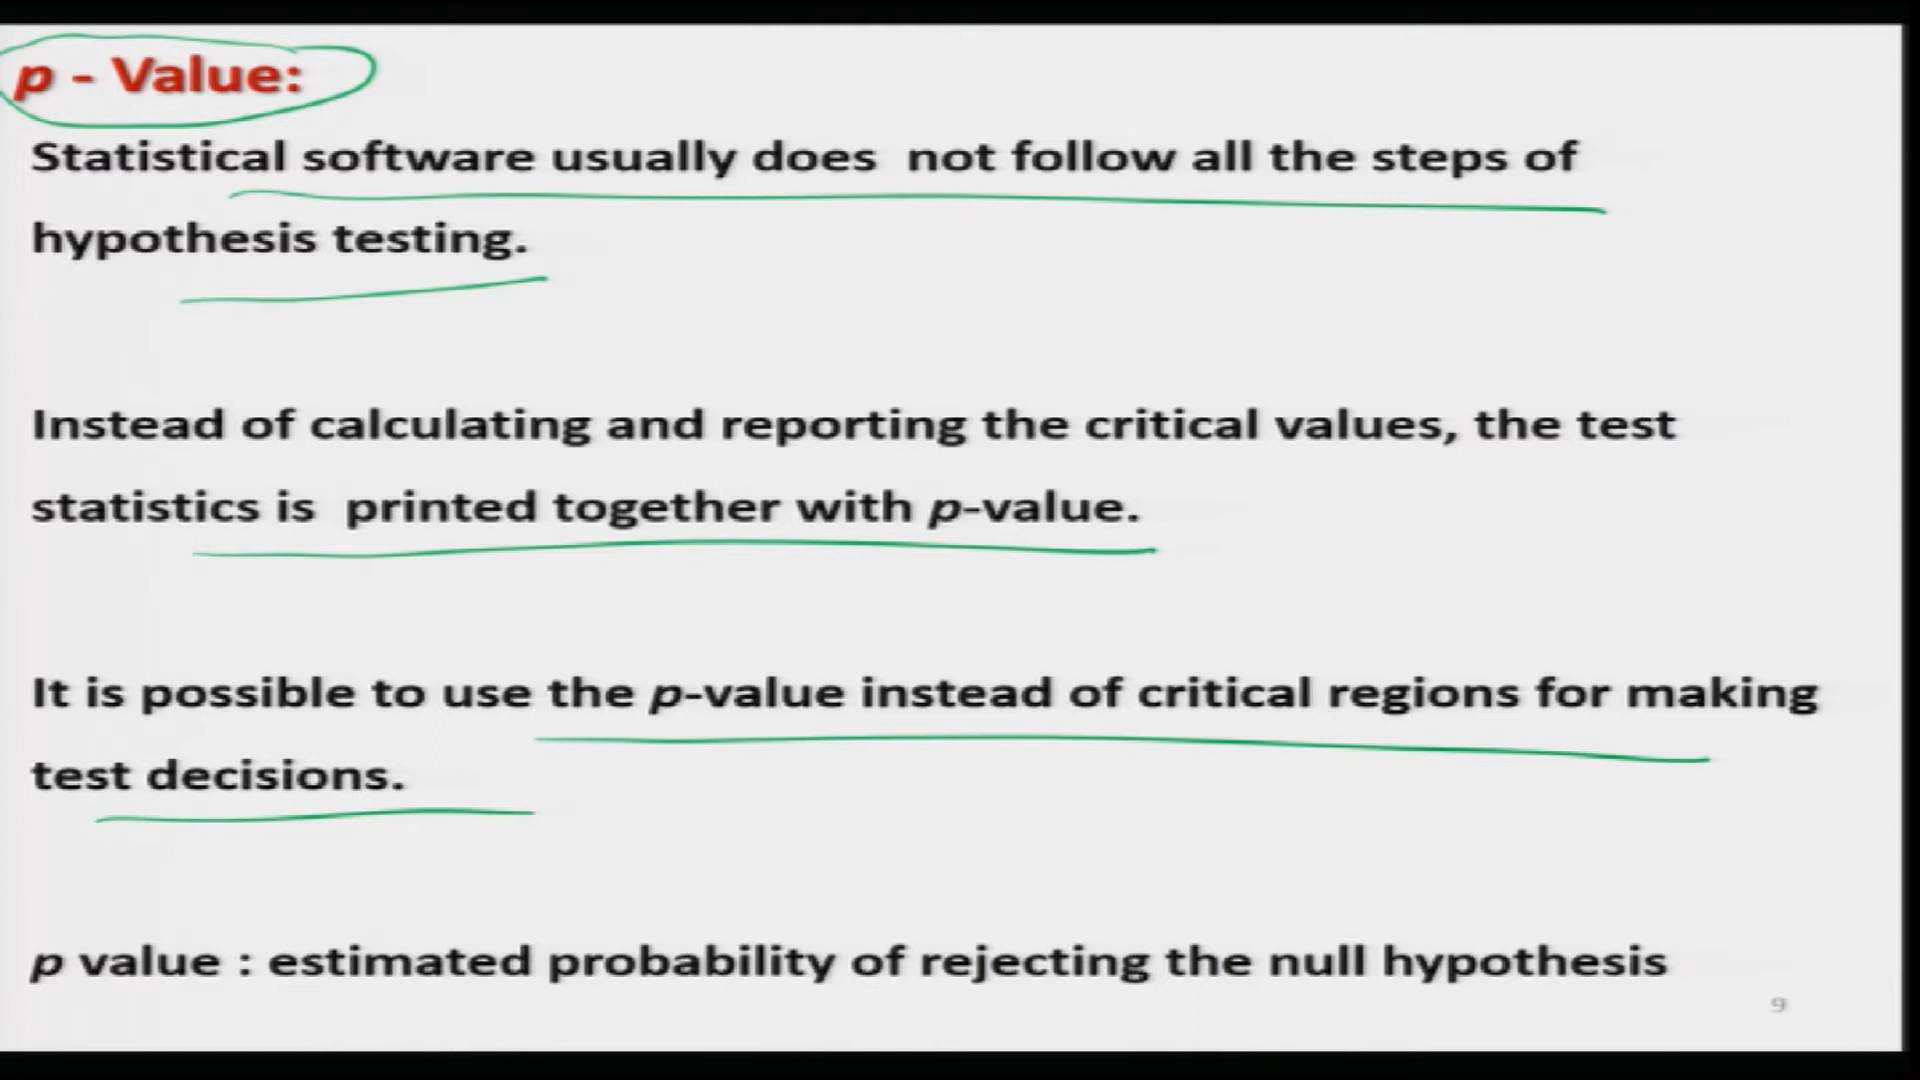 p - Value:
Statistical software usually does not follow all the steps of
hypothesis testing.
Instead of calculating and reporting the critical values, the test
statistics is printed together with p-value.
It is possible to use the p-value instead of critical regions for making
test decisions.
p value : estimated probability of rejecting the null hypothesis
9